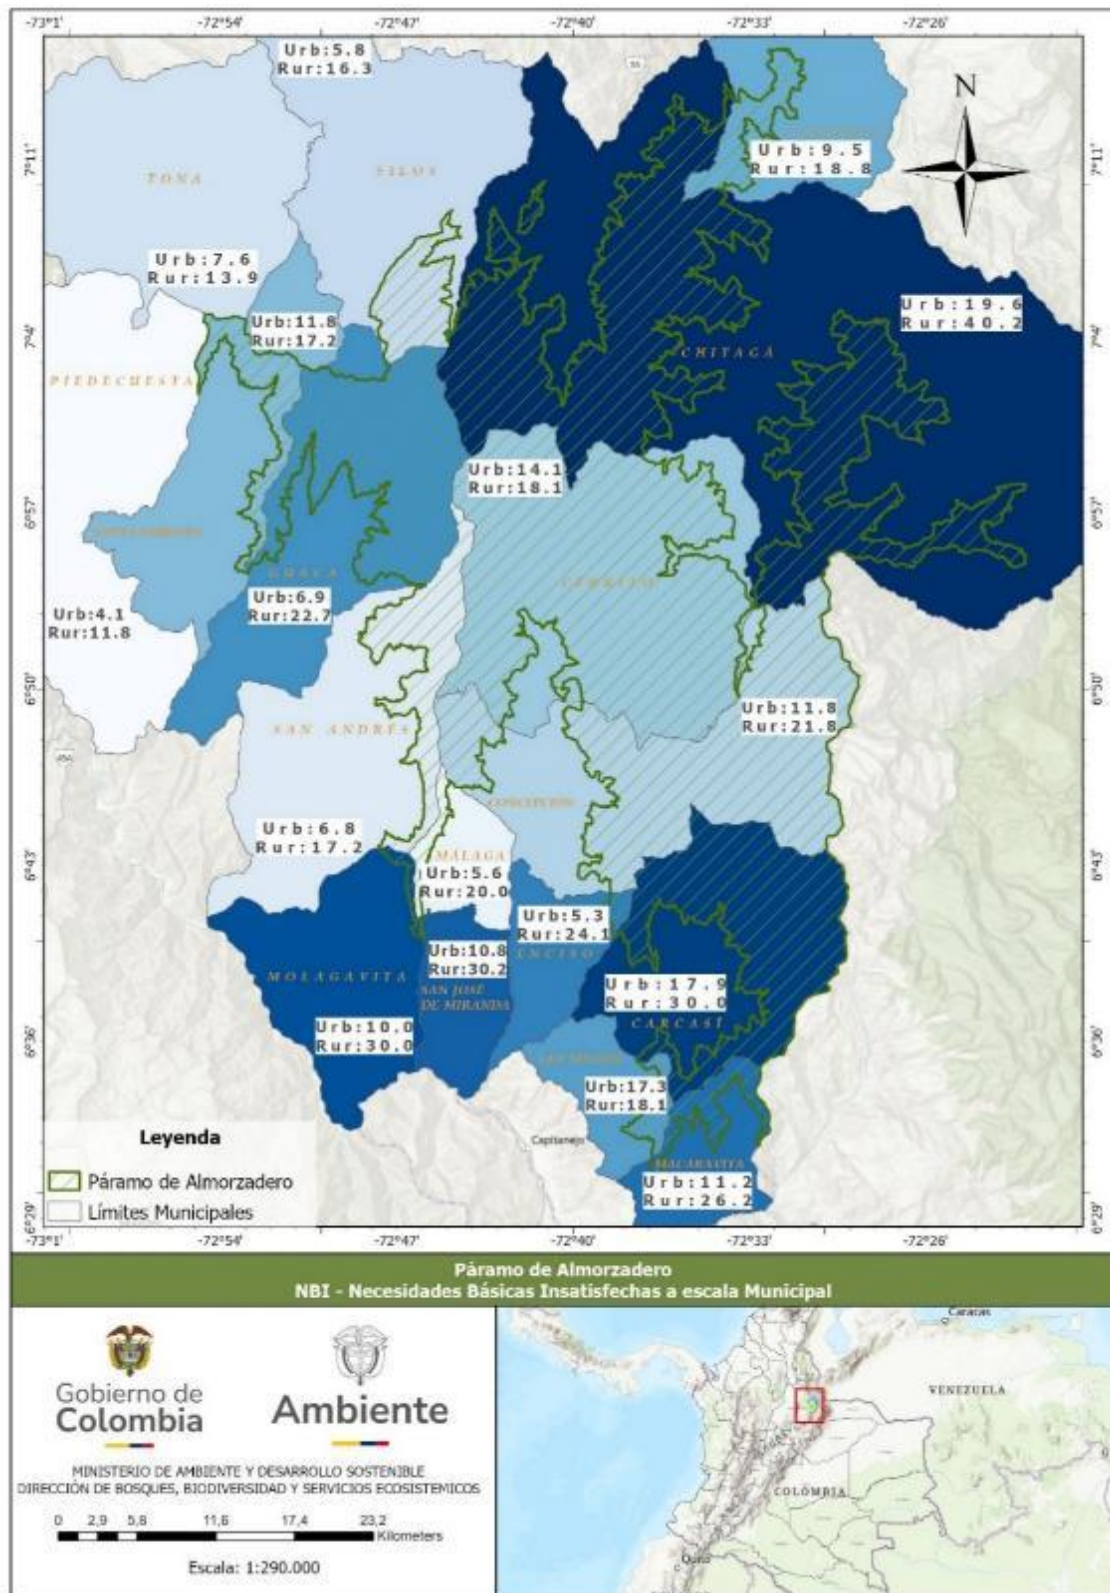 -73°1'
-72°54'
-72°47'
-72°40'
-72°33'
-72°26'
Urb:5.8
Rur:16.3
55
N
7°11'
7°11'
Urb:9.5
Rur:18.8
TONA
SILOS
Urb:7.6
Rur:13.9
Urb:19.6
Rur:40.2
Urb:11.8
Rur:17.2
7°4'
7°4'
CHITAGÁ
PIEDECUESTA
Urb:14.1
Rur:18.1
6°57'
6°57'
GUACA
CERRITO
Urb:6.9
Rur:22.7
Urb:4.1
Rur:11.8
6°50'
6°50'
Urb:11.8
Rur:21.8
SAN ANDRÉS
45A
CONCEPCIÓN
Urb:6.8
Rur:17.2
MÁLAGA
6°43'
6°43'
Urb:5.6
Rur:20.0
Urb:5.3
Rur:24.1
Urb:10.8
Rur:30.2
ENCISO
MOLAGAVITA
SAN JOSÉ
DE MIRANDA
Urb:17.9
Rur:30.0
CARCASÍ
Urb:10.0
Rur:30.0
6°36'
6°36'
SAN MIGUEL
Urb:17.3
Rur:18.1
Leyenda
Capitanejo
MACARAVITA
Páramo de Almorzadero
Urb:11.2
Rur:26.2
Límites Municipales
6°29'
6°29'
-73°1'
-72°54'
-72°47'
-72°40'
-72°33'
-72°26'
Páramo de Almorzadero
NBI - Necesidades Básicas Insatisfechas a escala Municipal
Gobierno de
Colombia
Ambiente
MINISTERIO DE AMBIENTE Y DESARROLLO SOSTENIBLE
DIRECCIÓN DE BOSQUES, BIODIVERSIDAD Y SERVICIOS ECOSISTEMICOS
0 2,9 5,8 11,6 17,4 23,2
Kilometers
Escala: 1:290.000
Caracas
VENEZUELA
COLOMBIA
Quito